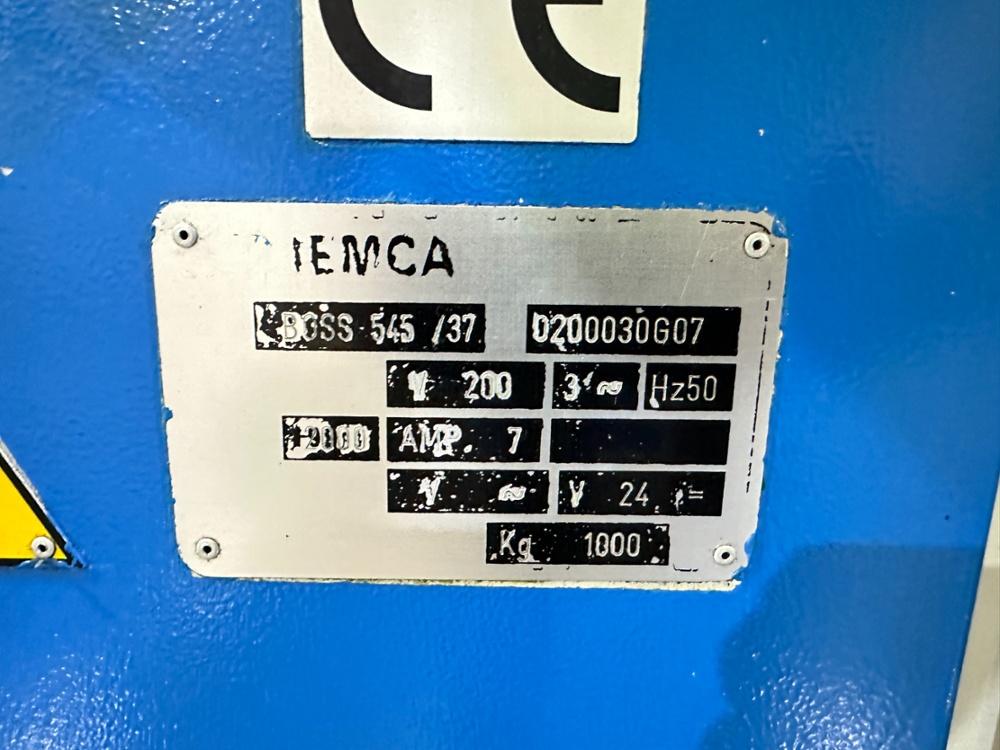 CE
IEMCA
BOSS 545 /37 0200030G07
V 200 3 ~ Hz50
AMP. 7
V ~ V 24 =
Kg 1000